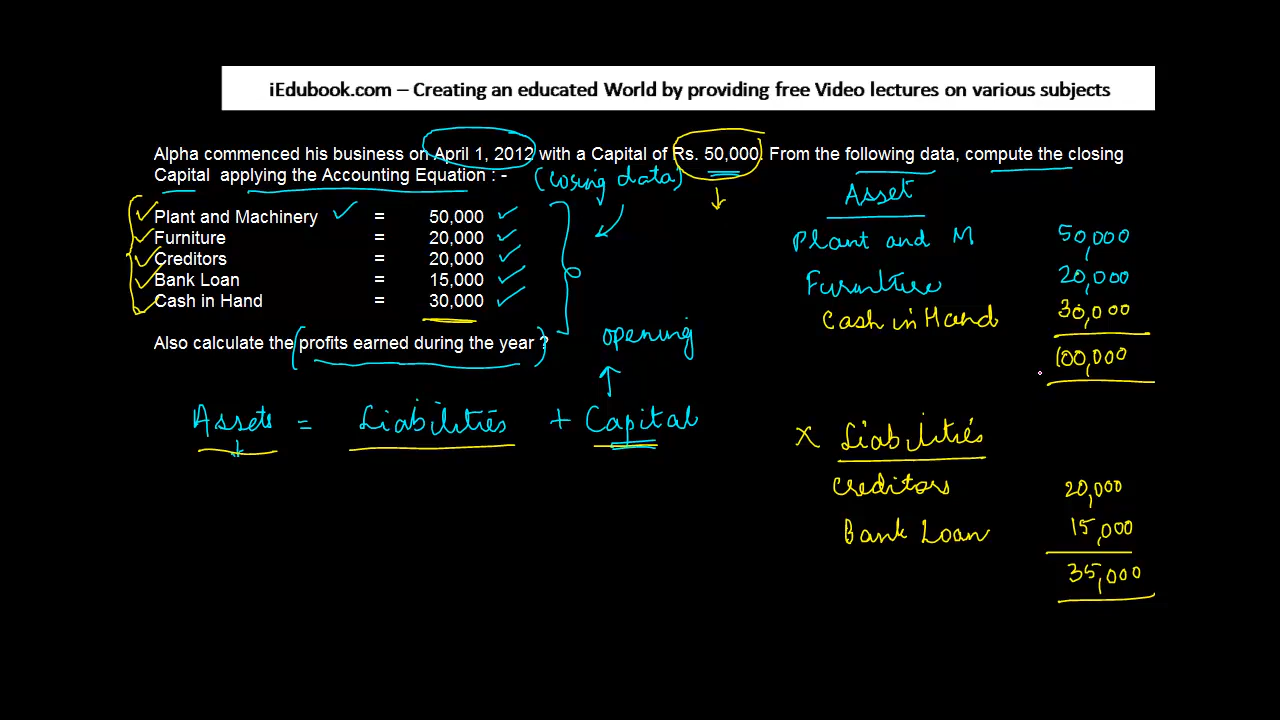 iEdubook.com – Creating an educated World by providing free Video lectures on various subjects
Alpha commenced his business on April 1, 2012 with a Capital of Rs. 50,000. From the following data, compute the closing
Capital applying the Accounting Equation : -
(closing data)
Plant and Machinery = 50,000
Furniture = 20,000
Creditors = 20,000
Bank Loan = 15,000
Cash in Hand = 30,000
Also calculate the profits earned during the year ?
opening
Assets = Liabilities + Capital
Asset
Plant and M 50,000
Furniture 20,000
Cash in Hand 30,000
100,000
X Liabilities
Creditors 20,000
Bank Loan 15,000
35,000